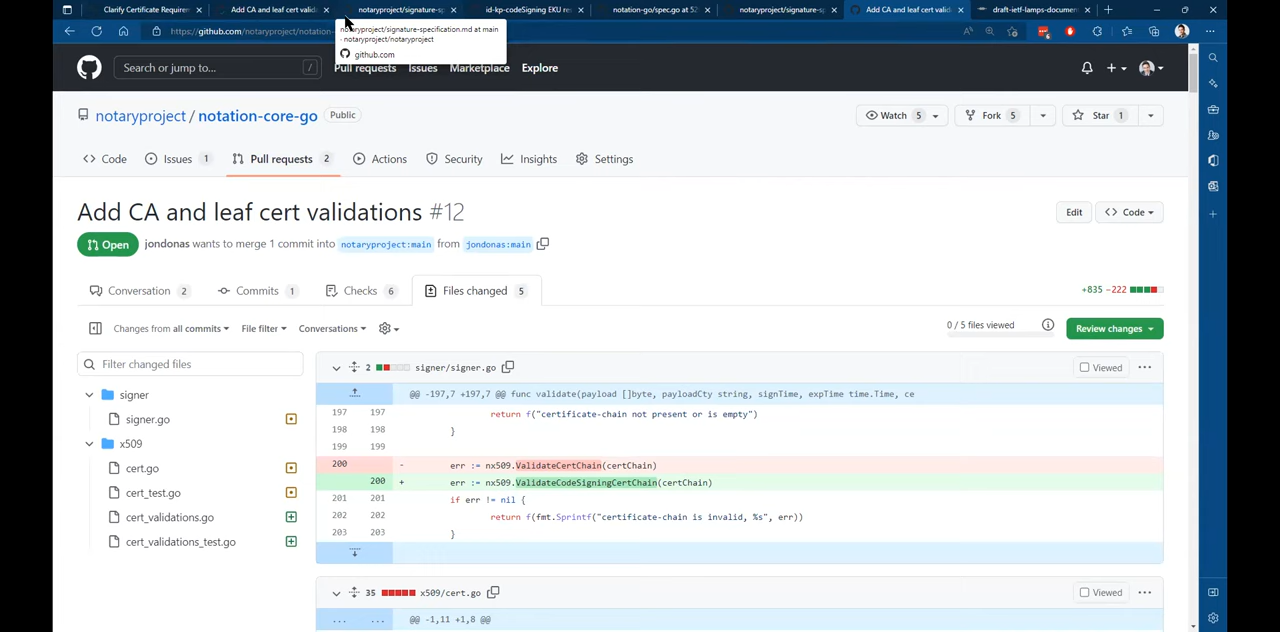 Clarify Certificate Requirem
Add CA and leaf cert validati
notaryproject/signature-sp
id-kp-codeSigning EKU req
notation-go/spec.go at 52
notaryproject/signature-sp
Add CA and leaf cert valid
draft-ietf-lamps-documen
https://github.com/notaryproject/notation-
notaryproject/signature-specification.md at main
· notaryproject/notaryproject
github.com
Search or jump to...
/
Pull requests
Issues
Marketplace
Explore
notaryproject / notation-core-go
Public
Watch 5
Fork 5
Star 1
Code
Issues 1
Pull requests 2
Actions
Security
Insights
Settings
Add CA and leaf cert validations #12
Edit
Code
Open
jondonas wants to merge 1 commit into notaryproject:main from jondonas:main
Conversation 2
Commits 1
Checks 6
Files changed 5
+835 −222
Changes from all commits
File filter
Conversations
0 / 5 files viewed
Review changes
Filter changed files
signer
signer.go
x509
cert.go
cert_test.go
cert_validations.go
cert_validations_test.go
2 signer/signer.go
Viewed
@@ -197,7 +197,7 @@ func validate(payload []byte, payloadCty string, signTime, expTime time.Time, ce
197 197 return f("certificate-chain not present or is empty")
198 198 }
199 199
200 - err := nx509.ValidateCertChain(certChain)
200 + err := nx509.ValidateCodeSigningCertChain(certChain)
201 201 if err != nil {
202 202 return f(fmt.Sprintf("certificate-chain is invalid, %s", err))
203 203 }
35 x509/cert.go
Viewed
... ... @@ -1,11 +1,8 @@